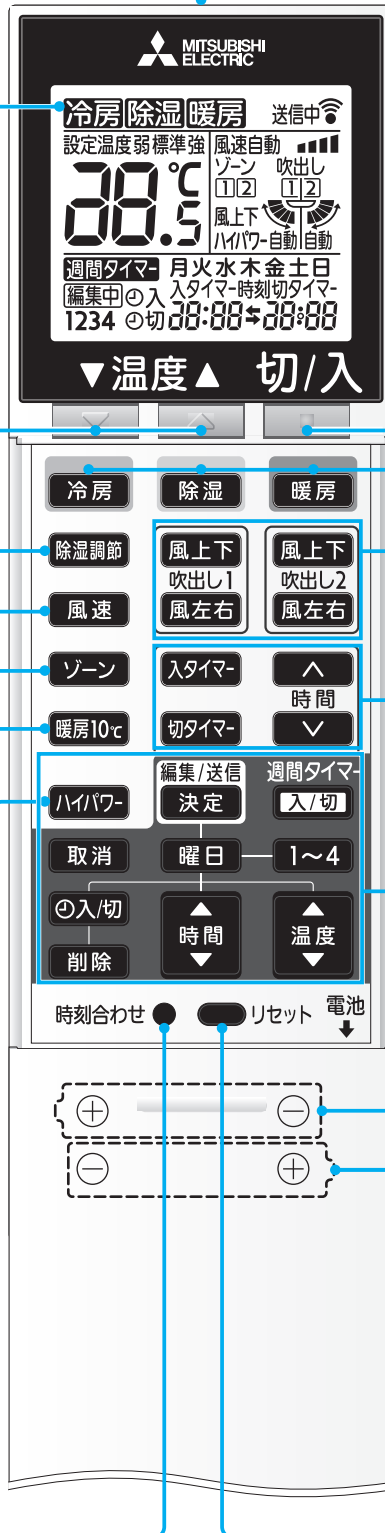 MITSUBISHI
ELECTRIC
冷房 除湿 暖房 送信中
設定温度弱標準強 風速自動
88.5℃
ゾーン 吹出し
1 2 1 2
風上下
ハイパワー自動 自動
週間タイマー 月火水木金土日
編集中 入 入タイマー時刻切タイマー
1234 切 88:88 88:88
▼温度▲ 切/入
冷房 除湿 暖房
除湿調節 風上下 風上下
吹出し1 吹出し2
風速 風左右 風左右
ゾーン 入タイマー
時間
暖房10℃ 切タイマー
編集/送信 週間タイマー
ハイパワー 決定 入/切
取消 曜日 1～4
入/切
▲ ▲
時間 温度
▼ ▼
削除
時刻合わせ リセット 電池
⊕ ⊖
⊖ ⊕